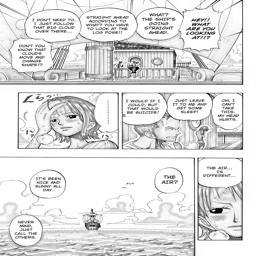 HEY!!
WHAT ARE
YOU LOOKING
AT!!?
WHAT?
THE SHIP'S
GOING
STRAIGHT
AHEAD.
STRAIGHT AHEAD
ACCORDING TO
WHAT? YOU HAVE
TO LOOK AT THE
LOG POSE!!
I DON'T NEED TO.
I JUST FOLLOW
THAT BIG CLOUD
OVER THERE...
DON'T YOU
KNOW THAT
CLOUDS
MOVE AND
CHANGE
SHAPE?!
OH, I
CAN'T
TAKE
THIS.
MY HEAD
HURTS.
JUST LEAVE
IT TO ME AND
GET SOME
SLEEP!
I WOULD IF I
COULD, BUT
THAT WOULD
BE SUICIDE!
THE AIR...
IS
DIFFERENT...
THE
AIR?
IT'S BEEN
NICE AND
SUNNY ALL
DAY.
NEVER MIND.
JUST
CALL THE
OTHERS.